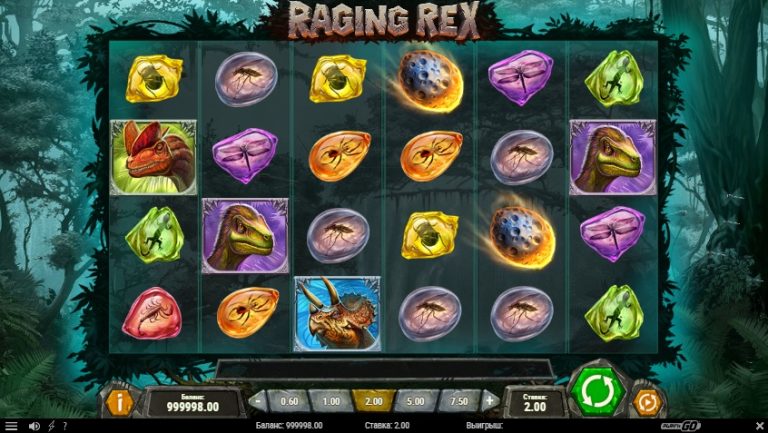 RAGING REX
Баланс:
999998.00
-
0.60
1.00
2.00
5.00
7.50
+
Ставка:
2.00
i
Баланс: 999998.00 Ставка: 2.00 Выигрыш:
?
PLAY'N GO